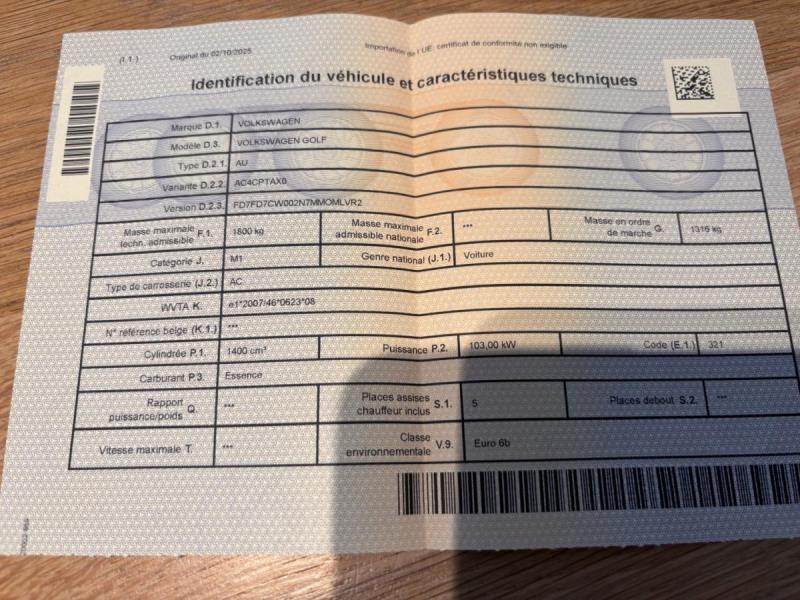 (I.1.) Original du 02/10/2025 Importation de l'UE: certificat de conformité non exigible
Identification du véhicule et caractéristiques techniques
Marque D.1. VOLKSWAGEN
Modèle D.3. VOLKSWAGEN GOLF
Type D.2.1. AU
Variante D.2.2. AC4CPTAX0
Version D.2.3. FD7FD7CW002N7MMOMLVR2
Masse maximale techn. admissible F.1. 1800 kg Masse maximale admissible nationale F.2. *** Masse en ordre de marche G. 1316 kg
Catégorie J. M1 Genre national (J.1.) Voiture
Type de carrosserie (J.2.) AC
WVTA K. e1*2007/46*0623*08
N° référence belge (K.1.) ***
Cylindrée P.1. 1400 cm³ Puissance P.2. 103,00 kW Code (E.1.) 321
Carburant P.3. Essence
Rapport puissance/poids Q. *** Places assises chauffeur inclus S.1. 5 Places debout S.2. ***
Vitesse maximale T. *** Classe environnementale V.9. Euro 6b